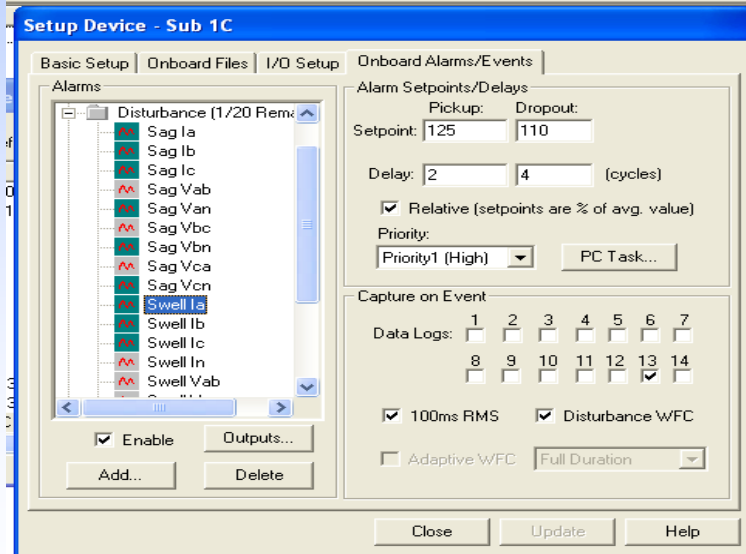 Setup Device - Sub 1C
Basic Setup
Onboard Files
I/O Setup
Onboard Alarms/Events
Alarms
Disturbance (1/20 Rema
Sag Ia
Sag Ib
Sag Ic
Sag Vab
Sag Van
Sag Vbc
Sag Vbn
Sag Vca
Sag Vcn
Swell Ia
Swell Ib
Swell Ic
Swell In
Swell Vab
Enable
Outputs...
Add...
Delete
Alarm Setpoints/Delays
Pickup: Dropout:
Setpoint: 125 110
Delay: 2 4 (cycles)
Relative (setpoints are % of avg. value)
Priority:
Priority1 (High)
PC Task...
Capture on Event
1 2 3 4 5 6 7
Data Logs:
8 9 10 11 12 13 14
100ms RMS
Disturbance WFC
Adaptive WFC
Full Duration
Close
Update
Help